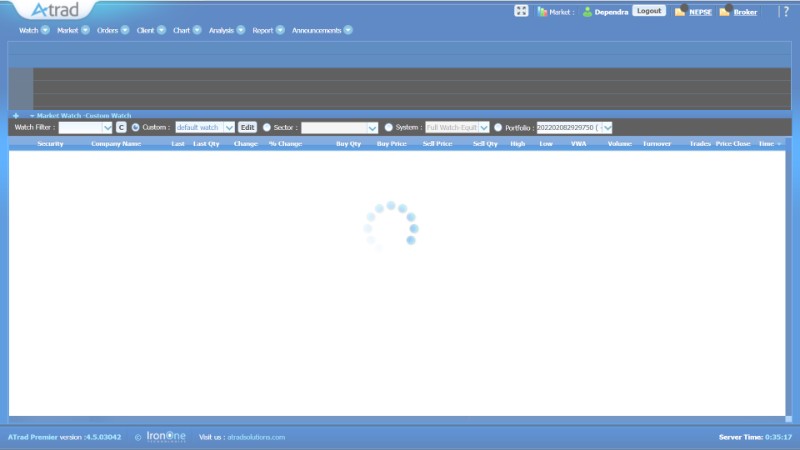 Atrad
Market : Dependra Logout NEPSE Broker ?
Watch Market Orders Client Chart Analysis Report Announcements
Market Watch -Custom Watch
Watch Filter : C Custom : default watch Edit Sector : System : Full Watch-Equit Portfolio : 202202082929750 ( -
Security Company Name Last Last Qty Change % Change Buy Qty Buy Price Sell Price Sell Qty High Low VWA Volume Turnover Trades Price Close Time
ATrad Premier version :4.5.03042 © IronOne TECHNOLOGIES Visit us : atradsolutions.com Server Time: 0:35:17